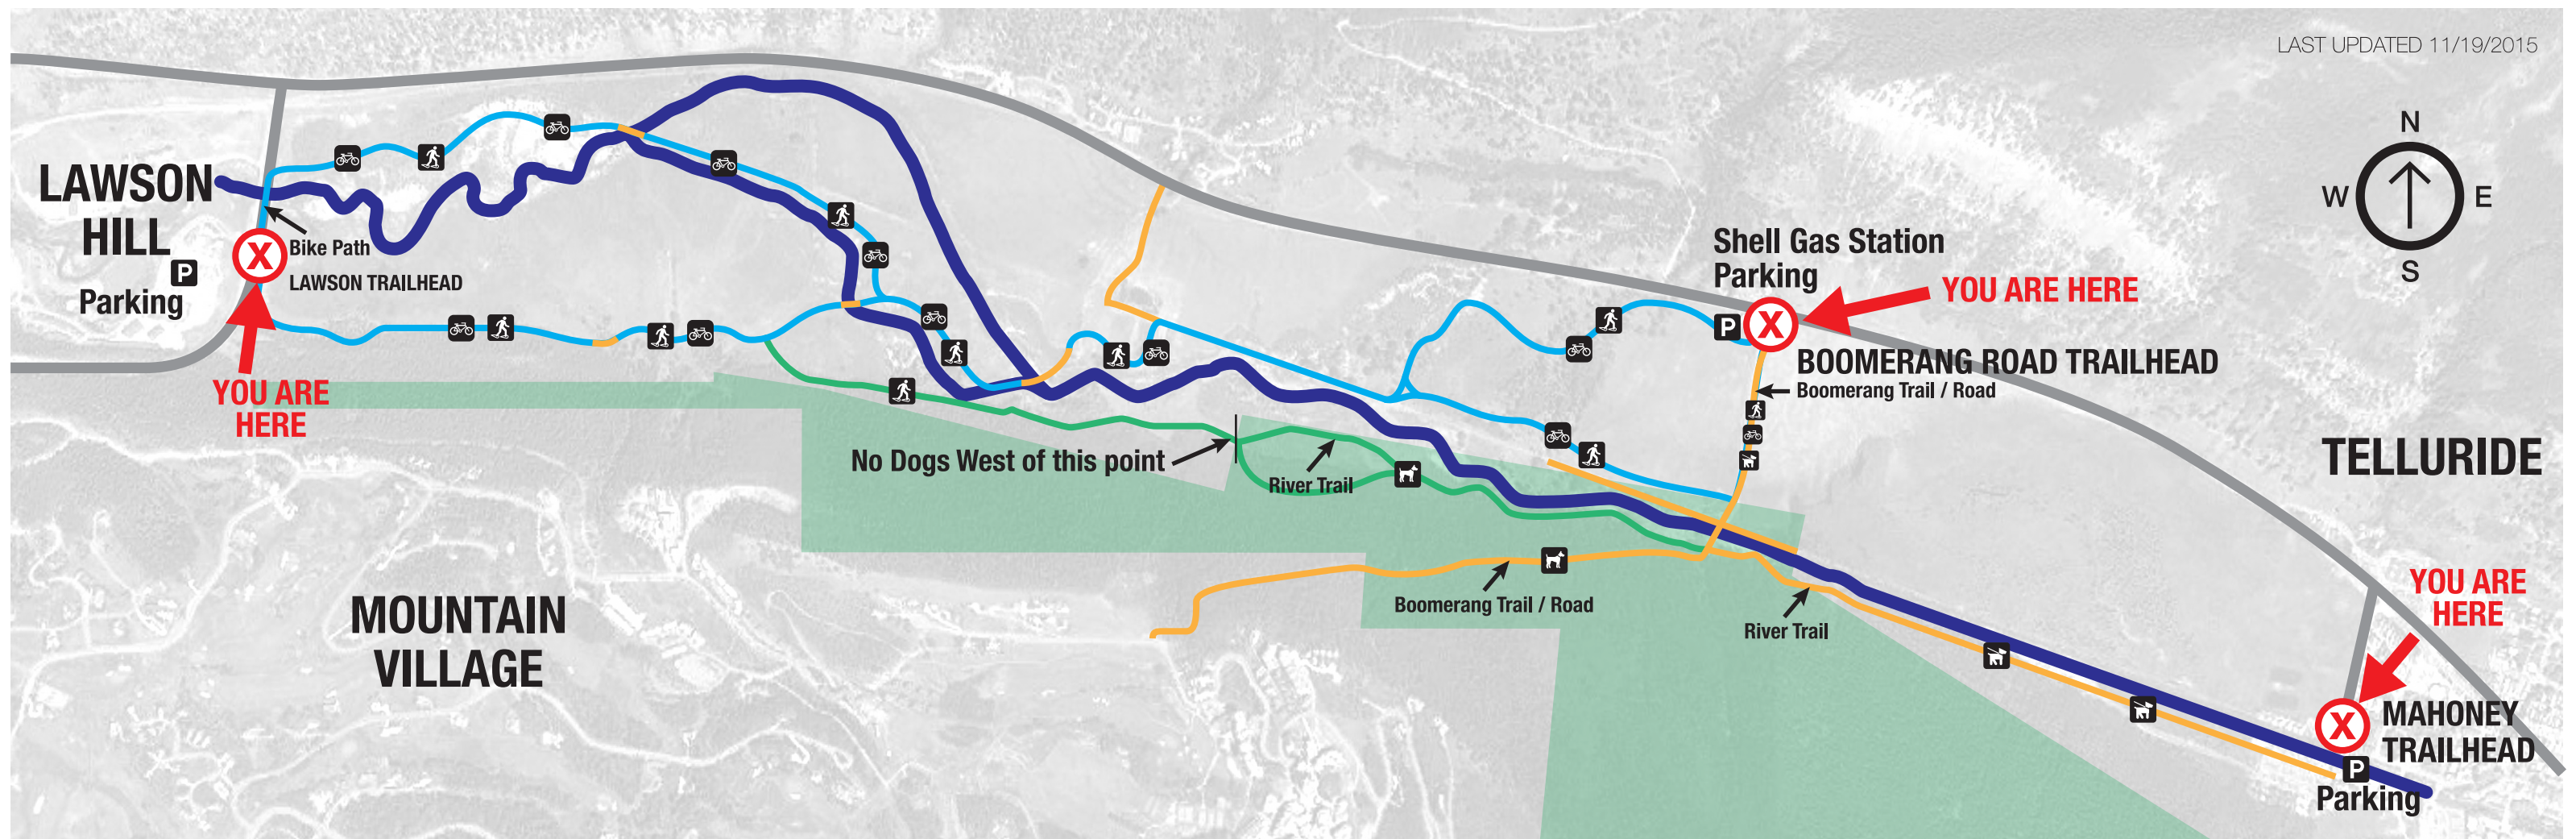 LAST UPDATED 11/19/2015
N
W
E
S
LAWSON
HILL
P
Parking
X
Bike Path
LAWSON TRAILHEAD
YOU ARE
HERE
Shell Gas Station
Parking
YOU ARE HERE
P
X
BOOMERANG ROAD TRAILHEAD
Boomerang Trail / Road
TELLURIDE
No Dogs West of this point
River Trail
Boomerang Trail / Road
River Trail
MOUNTAIN
VILLAGE
YOU ARE
HERE
X
MAHONEY
TRAILHEAD
P
Parking